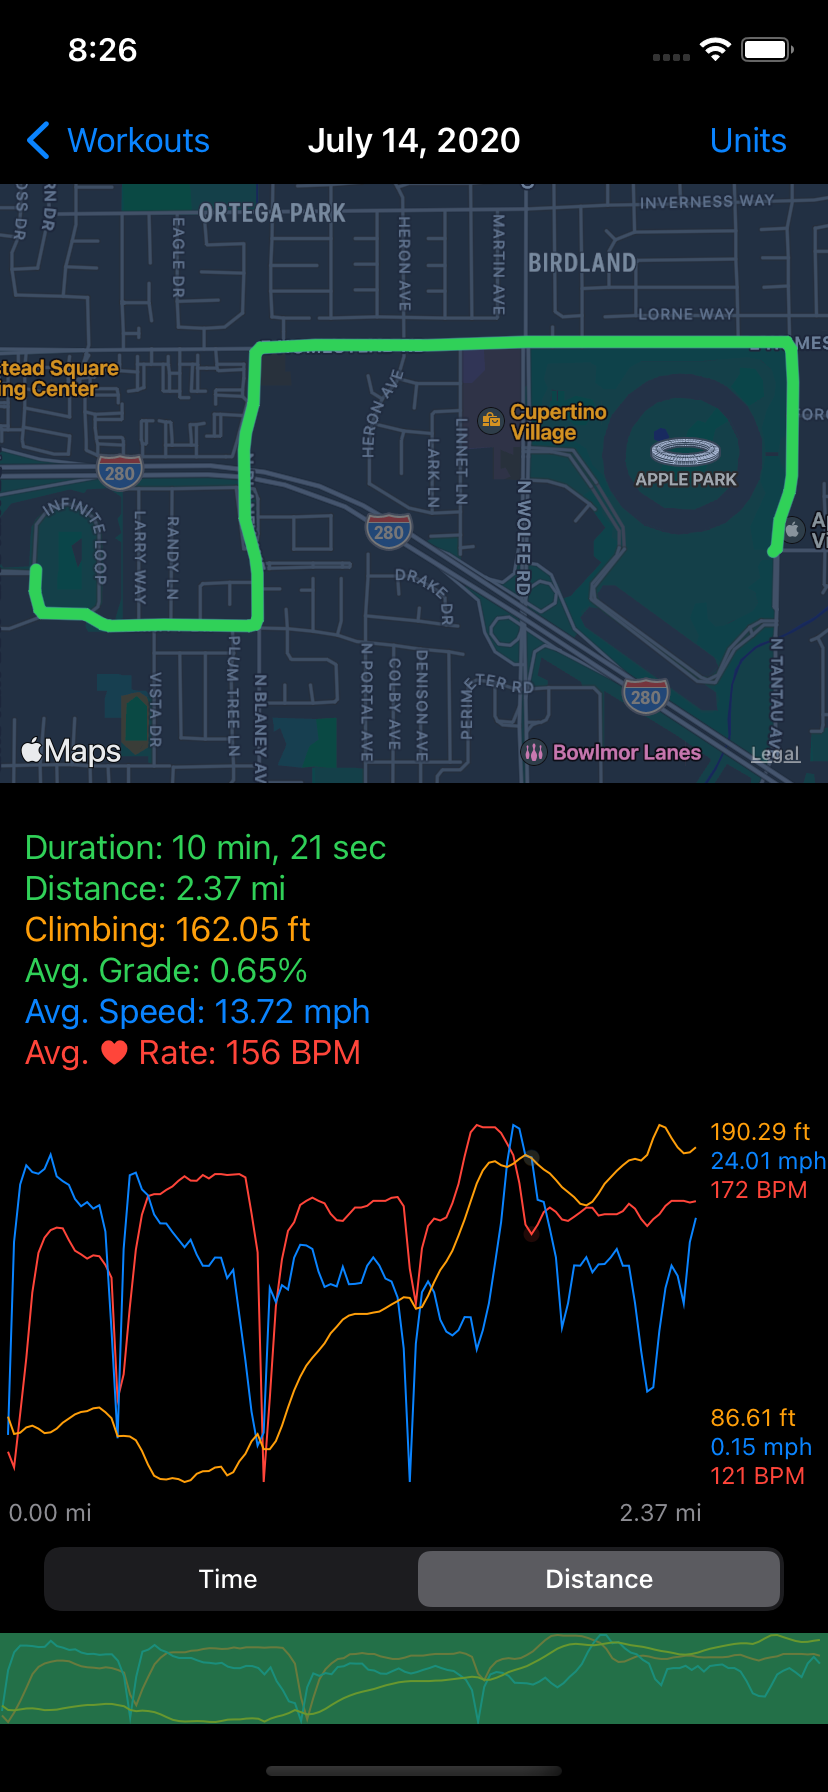 8:26
Workouts
July 14, 2020
Units
ORTEGA PARK
INVERNESS WAY
EAGLE DR
HERON AVE
MARTIN AVE
BIRDLAND
LORNE WAY
stead Square
ing Center
HERON AVE
Cupertino
Village
LINNET LN
LARK LN
APPLE PARK
280
INFINITE LOOP
LARRY WAY
RANDY LN
280
N WOLFE RD
DRAKE DR
N PORTAL AVE
COLBY AVE
DENISON AVE
VISTA DR
PLUM TREE LN
N BLANEY AV
280
N TANTAU AV
Maps
Bowlmor Lanes
Legal
Duration: 10 min, 21 sec
Distance: 2.37 mi
Climbing: 162.05 ft
Avg. Grade: 0.65%
Avg. Speed: 13.72 mph
Avg. ♥ Rate: 156 BPM
190.29 ft
24.01 mph
172 BPM
86.61 ft
0.15 mph
121 BPM
0.00 mi
2.37 mi
Time
Distance